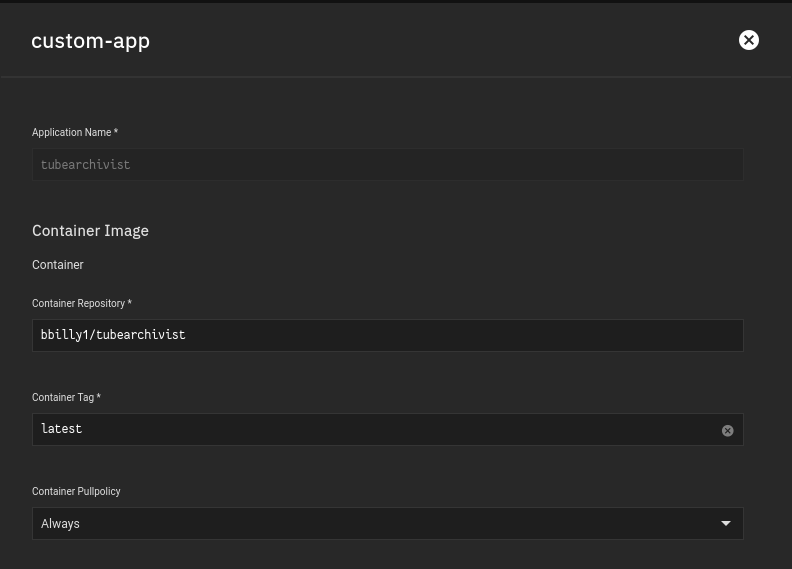 custom-app
Application Name *
tubearchivist
Container Image
Container
Container Repository *
bbilly1/tubearchivist
Container Tag *
latest
Container Pullpolicy
Always